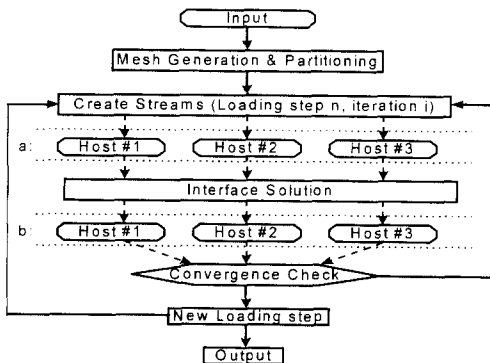 Input
Mesh Generation & Partitioning
Create Streams (Loading step n, iteration i)
a: Host #1 Host #2 Host #3
Interface Solution
b: Host #1 Host #2 Host #3
Convergence Check
New Loading step
Output